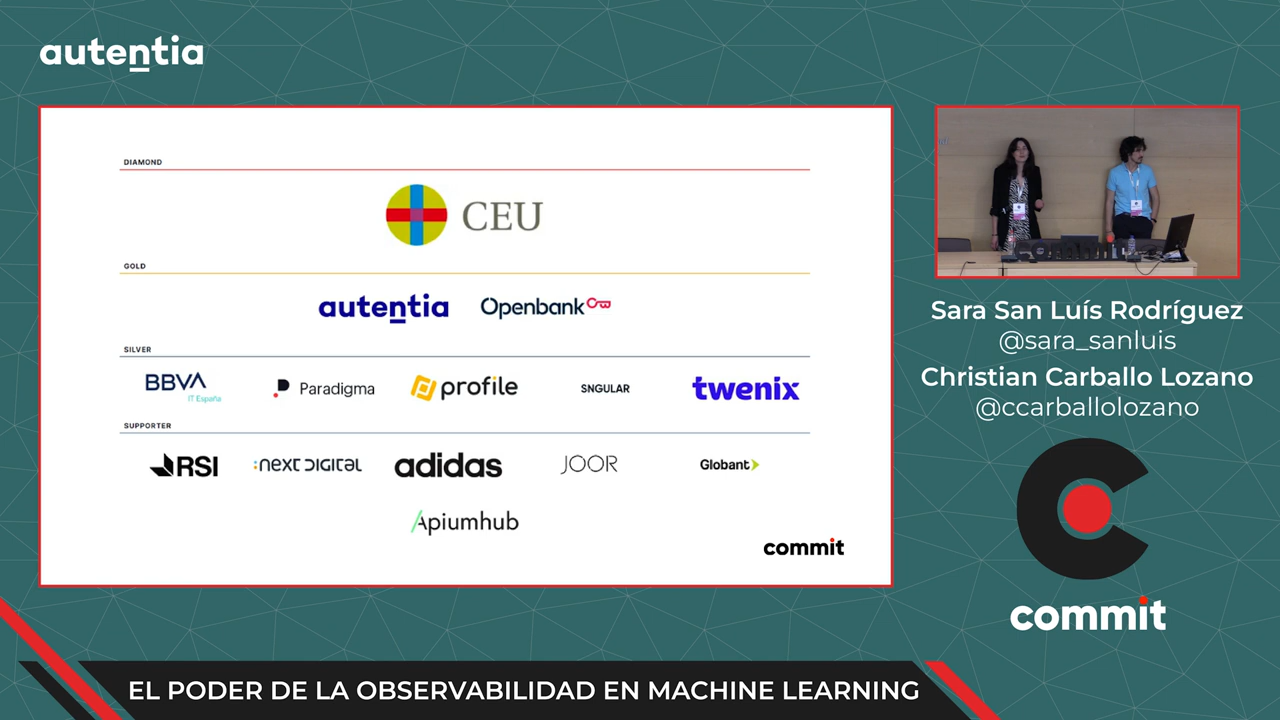 autentia
DIAMOND
CEU
GOLD
autentia Openbank
SILVER
BBVA IT España Paradigma profile SNGULAR twenix
SUPPORTER
RSI :next digital adidas JOOR Globant
Apiumhub
commit
commit
Sara San Luís Rodríguez
@sara_sanluis
Christian Carballo Lozano
@ccarballolozano
commit
EL PODER DE LA OBSERVABILIDAD EN MACHINE LEARNING